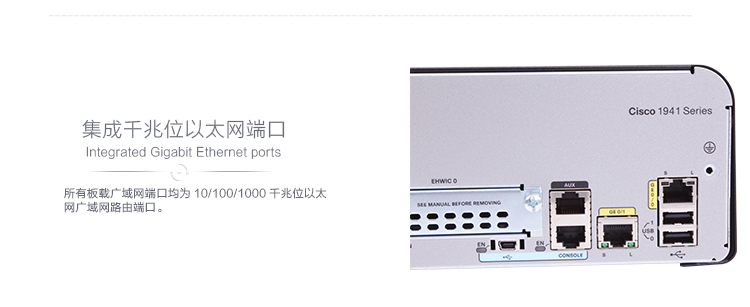 集成千兆位以太网端口
Integrated Gigabit Ethernet ports
所有板载广域网端口均为 10/100/1000 千兆位以太
网广域网路由端口。
Cisco 1941 Series
EHWIC 0
SEE MANUAL BEFORE REMOVING
AUX
GE 0/1
GE 0/0
S L
1
USB
0
EN
EN
CONSOLE
S L